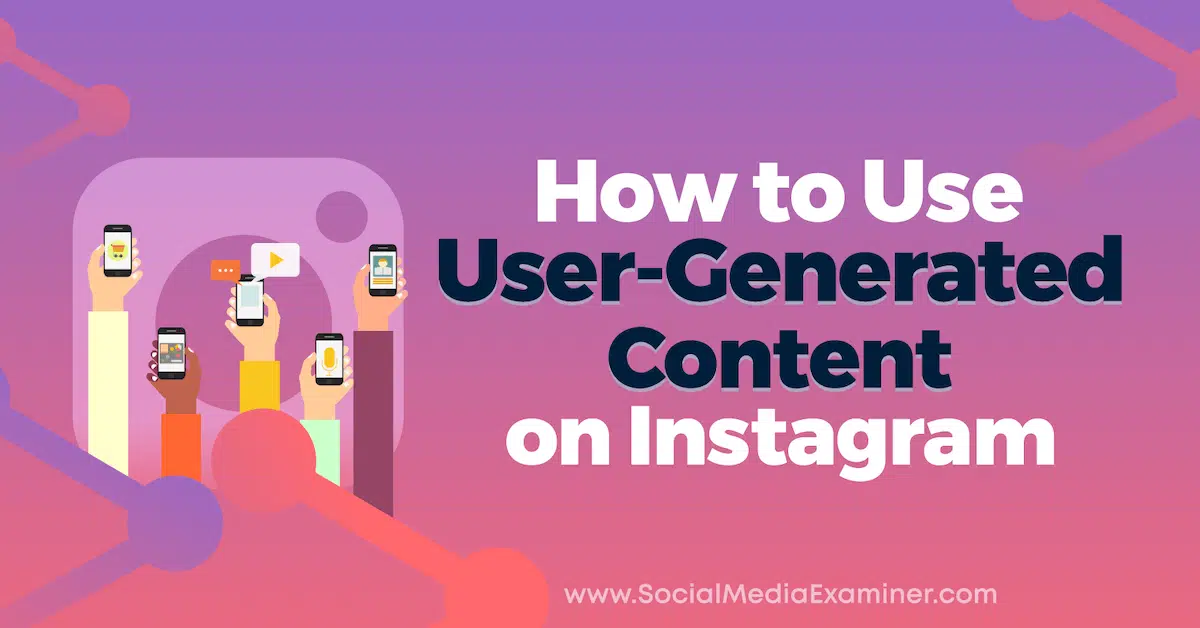 How to Use
User-Generated
Content
on Instagram
www.SocialMediaExaminer.com